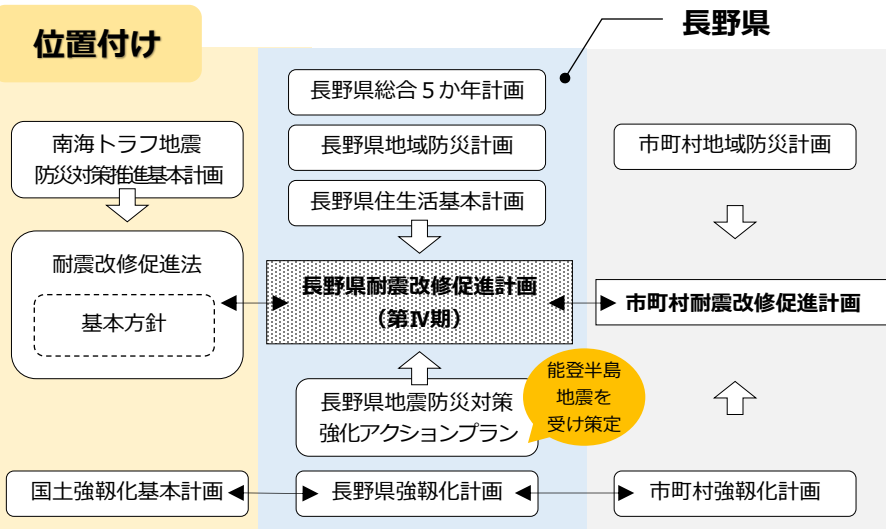 位置付け
長野県
南海トラフ地震
防災対策推進基本計画
耐震改修促進法
基本方針
国土強靱化基本計画
長野県総合５か年計画
長野県地域防災計画
長野県住生活基本計画
長野県耐震改修促進計画
（第Ⅳ期）
長野県地震防災対策
強化アクションプラン
能登半島
地震を
受け策定
長野県強靱化計画
市町村地域防災計画
市町村耐震改修促進計画
市町村強靱化計画